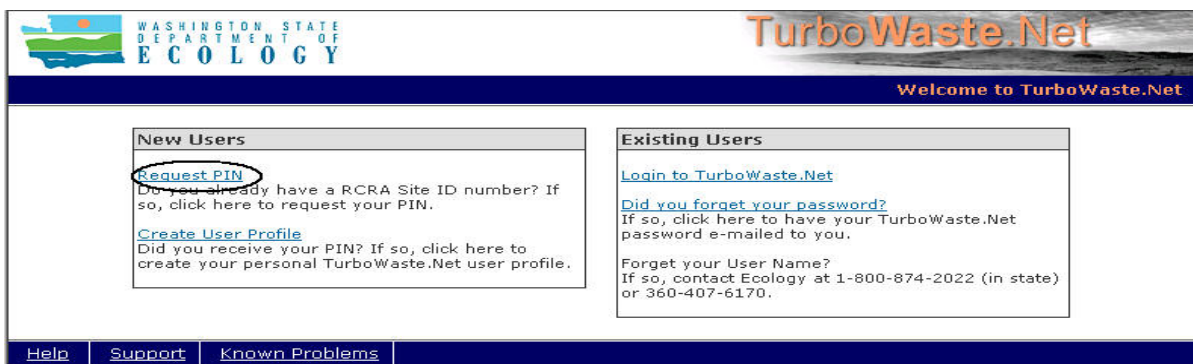 WASHINGTON STATE
DEPARTMENT OF
ECOLOGY
TurboWaste.Net
Welcome to TurboWaste.Net
New Users
Request PIN
Do you already have a RCRA Site ID number? If
so, click here to request your PIN.
Create User Profile
Did you receive your PIN? If so, click here to
create your personal TurboWaste.Net user profile.
Existing Users
Login to TurboWaste.Net
Did you forget your password?
If so, click here to have your TurboWaste.Net
password e-mailed to you.
Forget your User Name?
If so, contact Ecology at 1-800-874-2022 (in state)
or 360-407-6170.
Help Support Known Problems